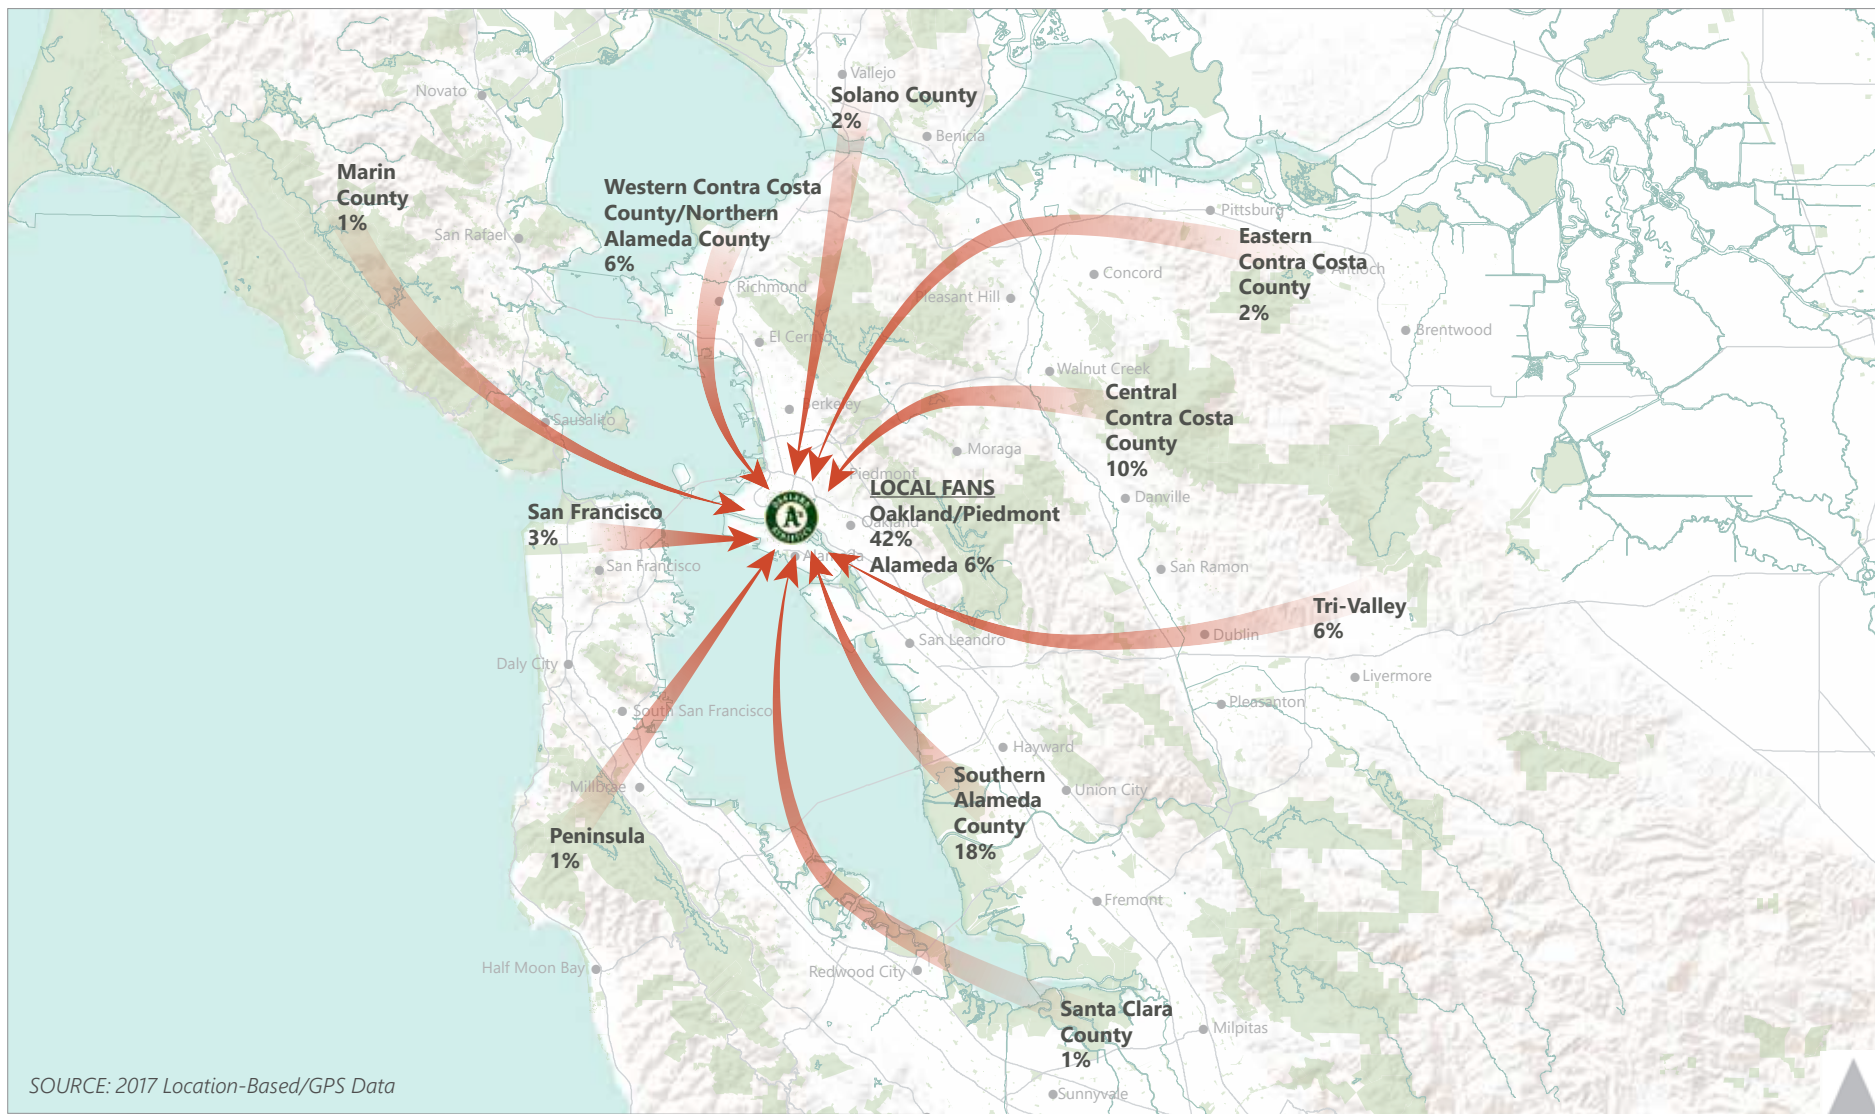 Vallejo
Novato
Solano County
2%
Benicia
Marin
County
1%
Western Contra Costa
County/Northern
Alameda County
6%
San Rafael
Pittsburg
Eastern
Contra Costa
County
2%
Antioch
Concord
Richmond
Pleasant Hill
Brentwood
El Cerrito
Walnut Creek
Central
Contra Costa
County
10%
Berkeley
Sausalito
Moraga
Piedmont
LOCAL FANS
Oakland/Piedmont
42%
Alameda 6%
Danville
San Francisco
3%
A's
Oakland
Alameda
San Francisco
San Ramon
Tri-Valley
6%
Dublin
San Leandro
Daly City
Livermore
Pleasanton
South San Francisco
Hayward
Southern
Alameda
County
18%
Millbrae
Union City
Peninsula
1%
Fremont
Half Moon Bay
Redwood City
Santa Clara
County
1%
Milpitas
SOURCE: 2017 Location-Based/GPS Data
Sunnyvale